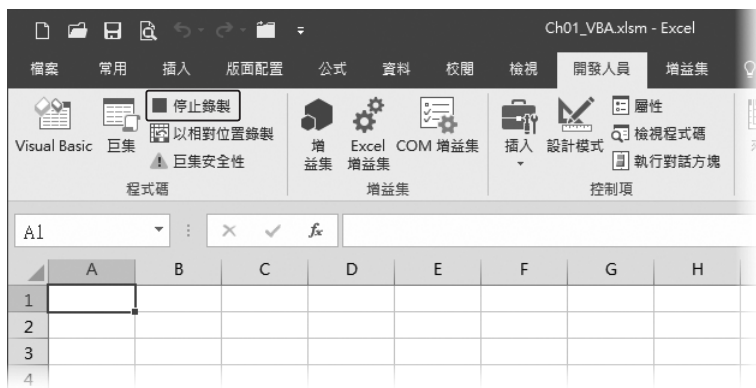 Ch01_VBA.xlsm - Excel
檔案 常用 插入 版面配置 公式 資料 校閱 檢視 開發人員 增益集
Visual Basic
巨集
停止錄製
以相對位置錄製
巨集安全性
程式碼
增
益集
Excel
增益集
COM 增益集
增益集
插入
設計模式
屬性
檢視程式碼
執行對話方塊
控制項
A1
fx
A B C D E F G H
1
2
3
4